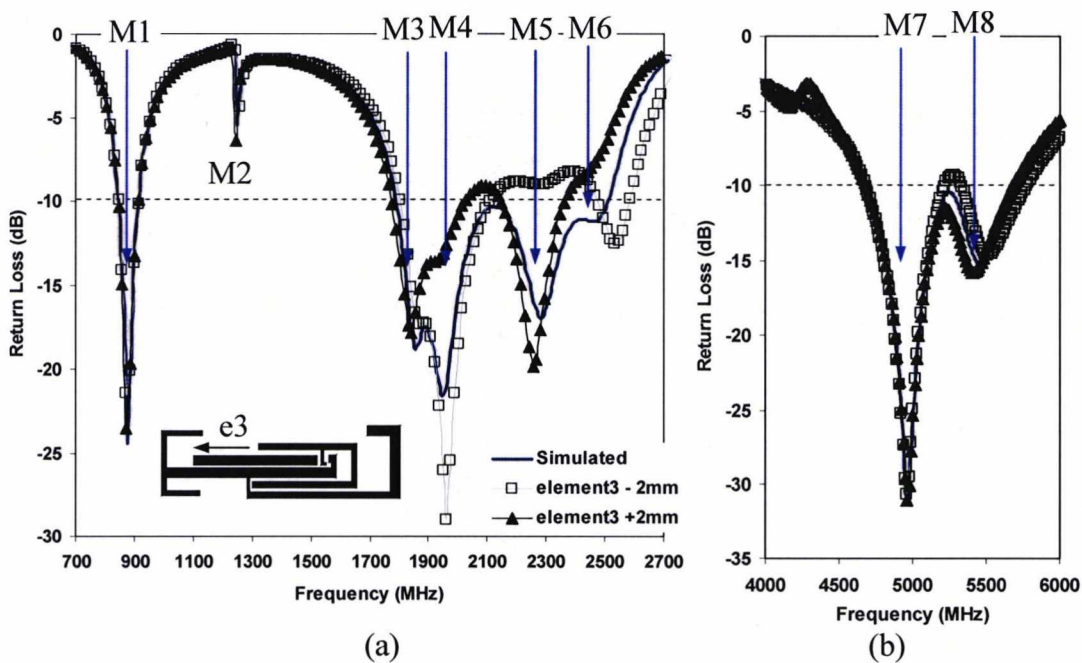 M1
M3 M4
M5
M6
M7
M8
0
-5
-10
-15
-20
-25
-30
Return Loss (dB)
M2
e3
Simulated
element3 - 2mm
element3 +2mm
700 900 1100 1300 1500 1700 1900 2100 2300 2500 2700
Frequency (MHz)
(a)
0
-5
-10
-15
-20
-25
-30
-35
Return Loss (dB)
4000 4500 5000 5500 6000
Frequency (MHz)
(b)